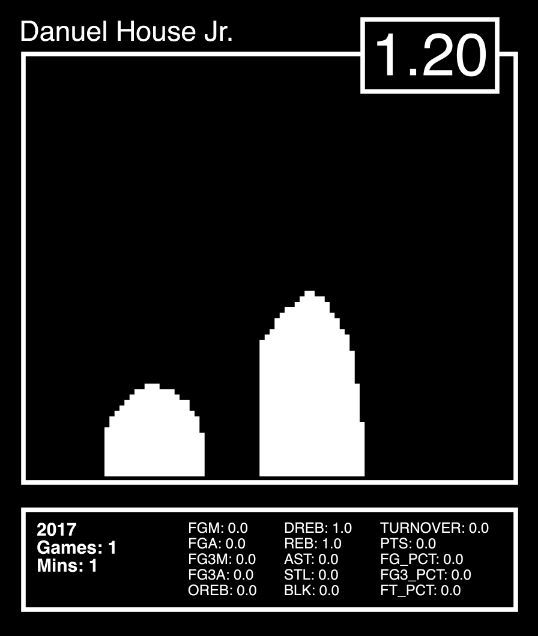 Danuel House Jr.
1.20
2017
Games: 1
Mins: 1
FGM: 0.0
FGA: 0.0
FG3M: 0.0
FG3A: 0.0
OREB: 0.0
DREB: 1.0
REB: 1.0
AST: 0.0
STL: 0.0
BLK: 0.0
TURNOVER: 0.0
PTS: 0.0
FG_PCT: 0.0
FG3_PCT: 0.0
FT_PCT: 0.0